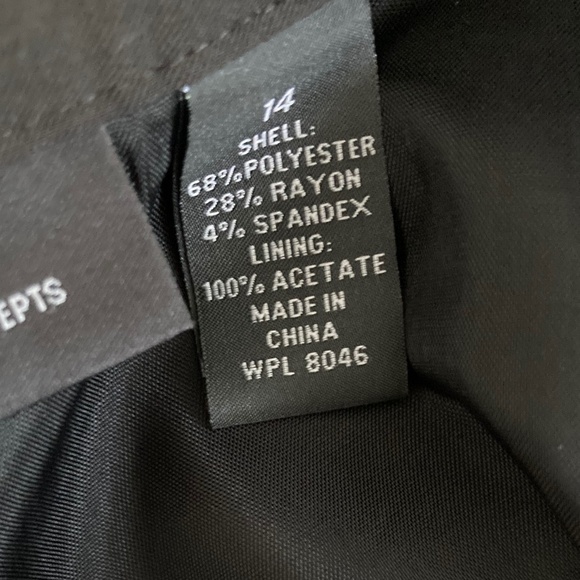 EPTS
14
SHELL:
68% POLYESTER
28% RAYON
4% SPANDEX
LINING:
100% ACETATE
MADE IN
CHINA
WPL 8046